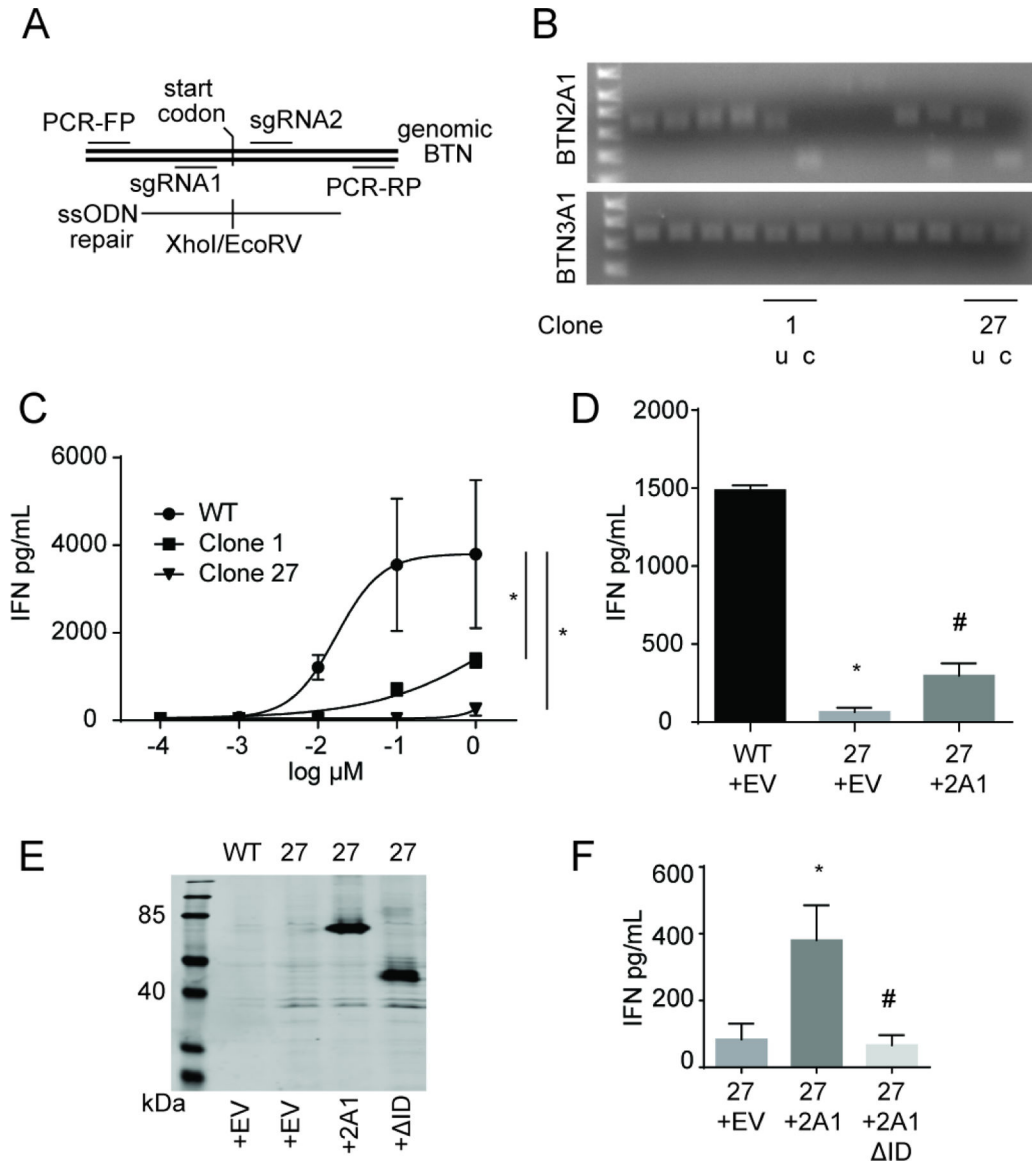 A
start
codon
PCR-FP
sgRNA2
genomic
BTN
sgRNA1
PCR-RP
ssODN
repair
XhoI/EcoRV
B
BTN2A1
BTN3A1
Clone
1
27
u c
u c
C
IFN pg/mL
6000
4000
2000
0
WT
Clone 1
Clone 27
*
*
-4 -3 -2 -1 0
log µM
D
IFN pg/mL
2000
1500
1000
500
0
*
#
WT
+EV
27
+EV
27
+2A1
E
WT 27 27 27
85
40
kDa
+EV
+EV
+2A1
+ΔID
F
IFN pg/mL
600
400
200
0
*
#
27
+EV
27
+2A1
27
+2A1
ΔID